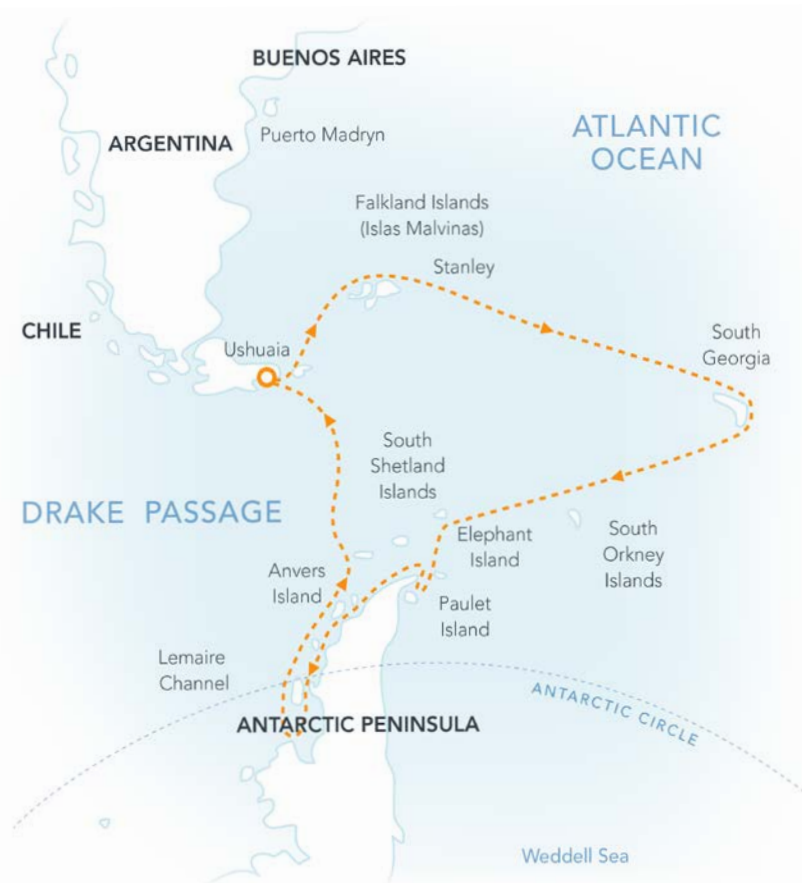 BUENOS AIRES
Puerto Madryn
ARGENTINA
ATLANTIC
OCEAN
Falkland Islands
(Islas Malvinas)
Stanley
CHILE
Ushuaia
South
Georgia
South
Shetland
Islands
DRAKE PASSAGE
Elephant
Island
South
Orkney
Islands
Anvers
Island
Paulet
Island
Lemaire
Channel
ANTARCTIC CIRCLE
ANTARCTIC PENINSULA
Weddell Sea